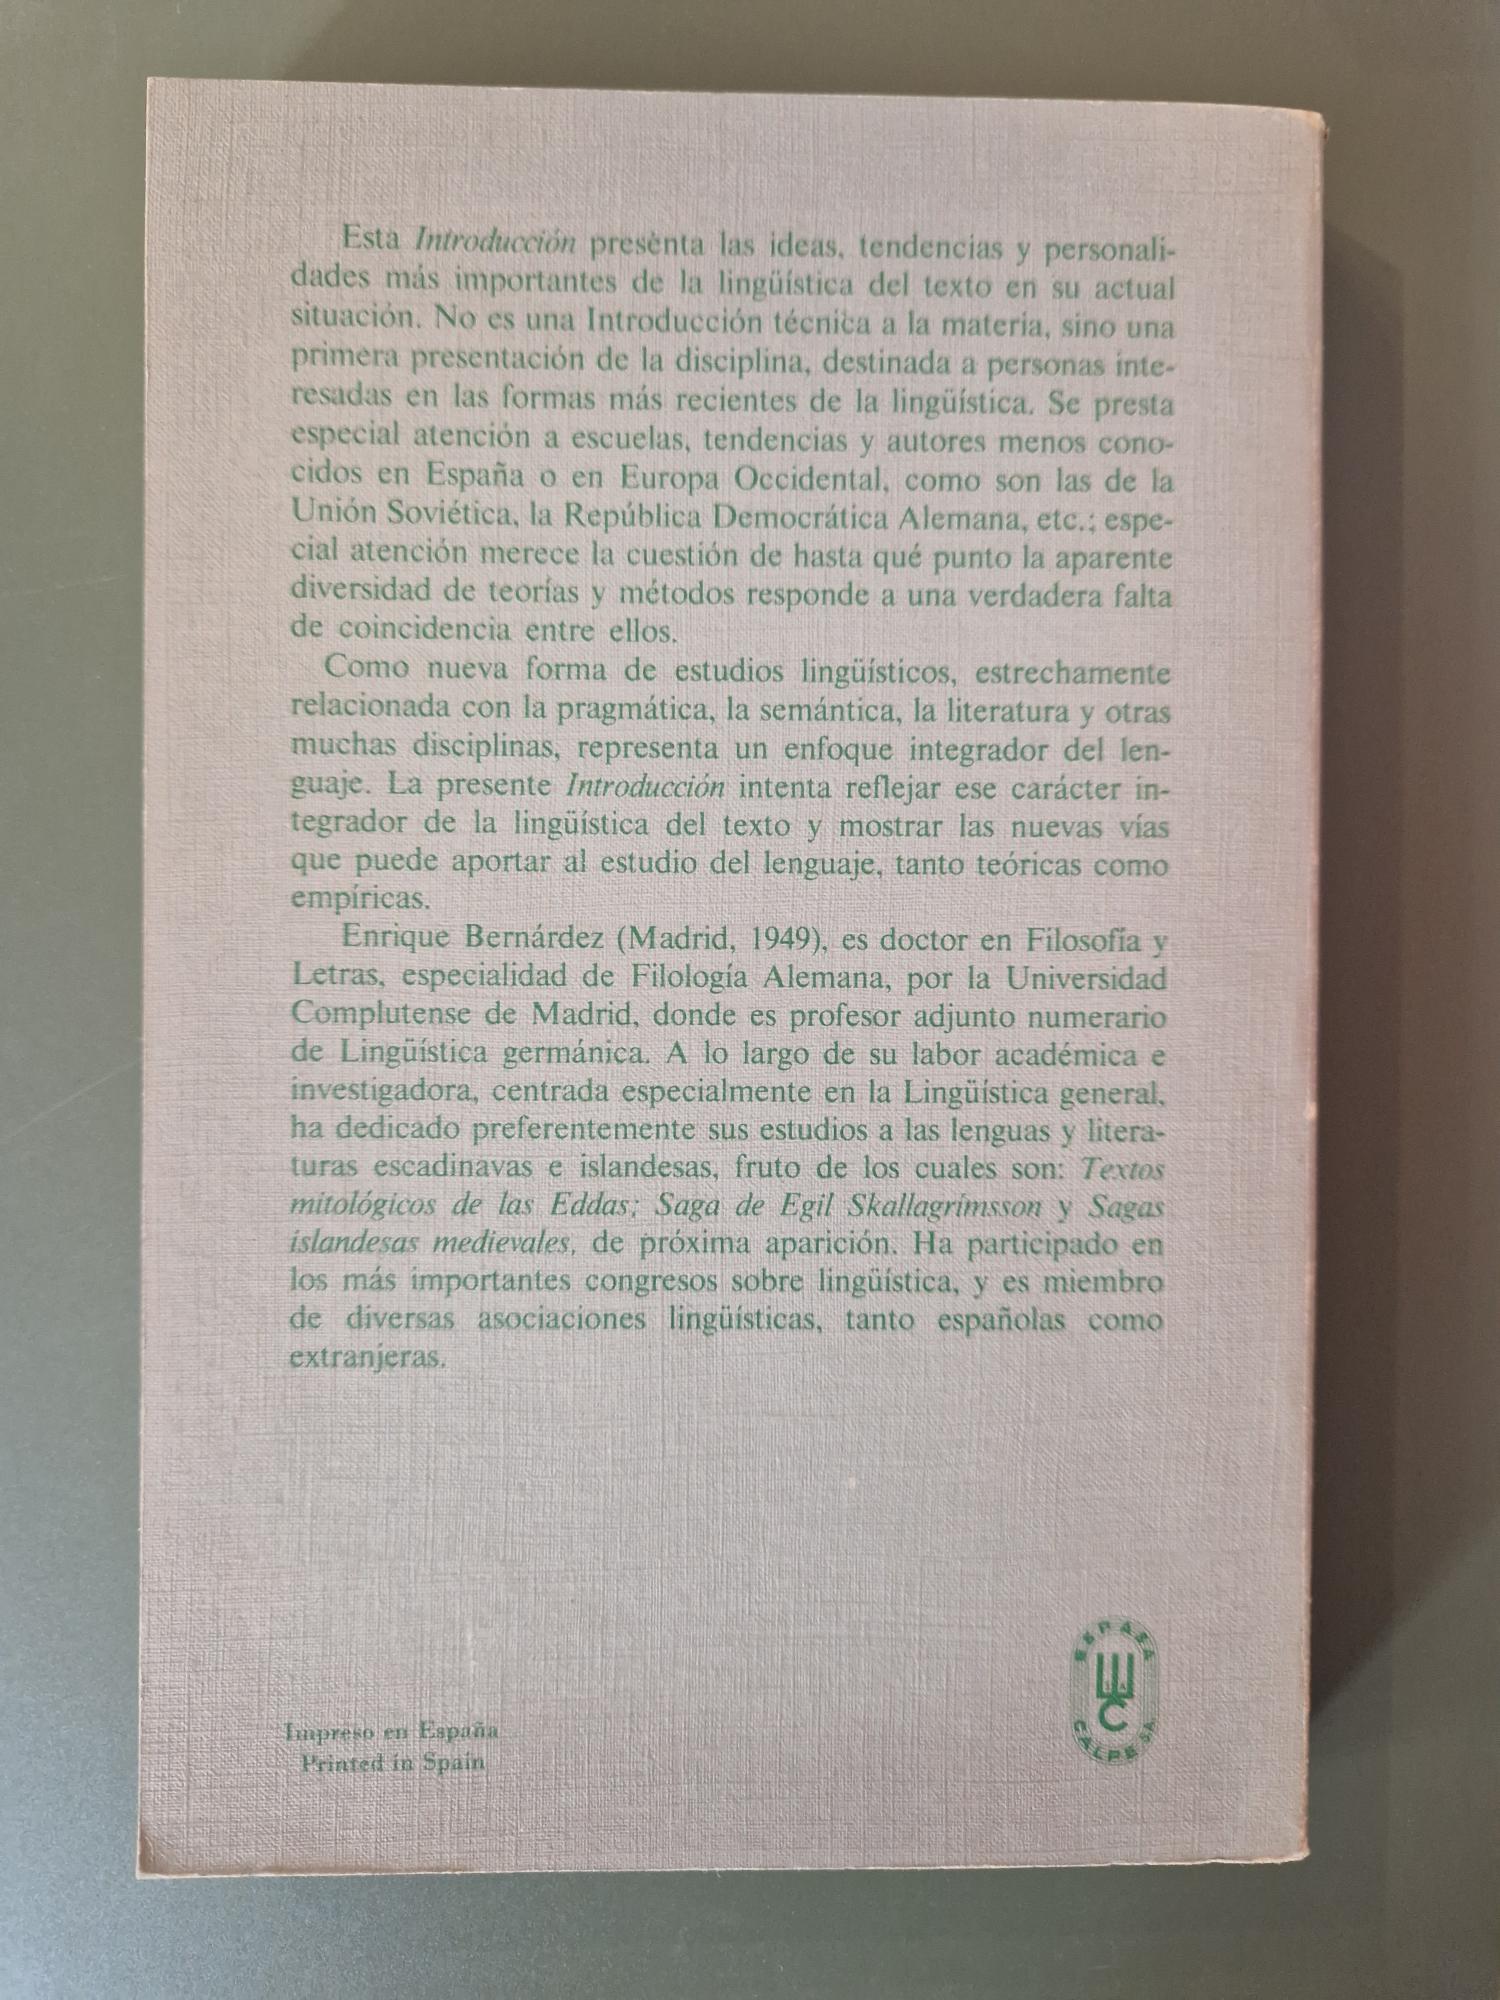 Esta Introducción presenta las ideas, tendencias y personali-
dades más importantes de la lingüística del texto en su actual
situación. No es una Introducción técnica a la materia, sino una
primera presentación de la disciplina, destinada a personas inte-
resadas en las formas más recientes de la lingüística. Se presta
especial atención a escuelas, tendencias y autores menos cono-
cidos en España o en Europa Occidental, como son las de la
Unión Soviética, la República Democrática Alemana, etc.; espe-
cial atención merece la cuestión de hasta qué punto la aparente
diversidad de teorías y métodos responde a una verdadera falta
de coincidencia entre ellos.
Como nueva forma de estudios lingüísticos, estrechamente
relacionada con la pragmática, la semántica, la literatura y otras
muchas disciplinas, representa un enfoque integrador del len-
guaje. La presente Introducción intenta reflejar ese carácter in-
tegrador de la lingüística del texto y mostrar las nuevas vías
que puede aportar al estudio del lenguaje, tanto teóricas como
empíricas.
Enrique Bernárdez (Madrid, 1949), es doctor en Filosofía y
Letras, especialidad de Filología Alemana, por la Universidad
Complutense de Madrid, donde es profesor adjunto numerario
de Lingüística germánica. A lo largo de su labor académica e
investigadora, centrada especialmente en la Lingüística general,
ha dedicado preferentemente sus estudios a las lenguas y litera-
turas escadinavas e islandesas, fruto de los cuales son: Textos
mitológicos de las Eddas; Saga de Egil Skallagrímsson y Sagas
islandesas medievales, de próxima aparición. Ha participado en
los más importantes congresos sobre lingüística, y es miembro
de diversas asociaciones lingüísticas, tanto españolas como
extranjeras.
ESPASA
CALPE SA
Impreso en España
Printed in Spain